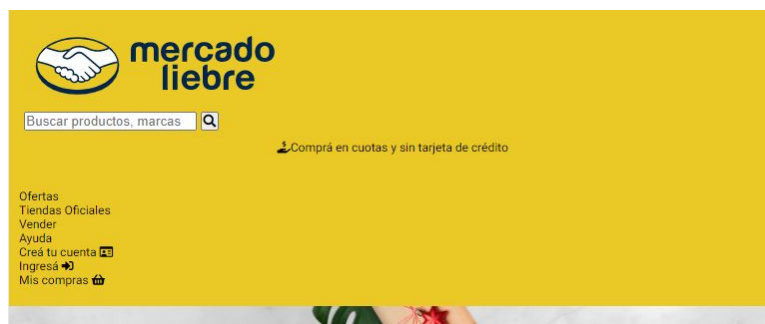 mercado
liebre
Buscar productos, marcas
Comprá en cuotas y sin tarjeta de crédito
Ofertas
Tiendas Oficiales
Vender
Ayuda
Creá tu cuenta
Ingresá
Mis compras